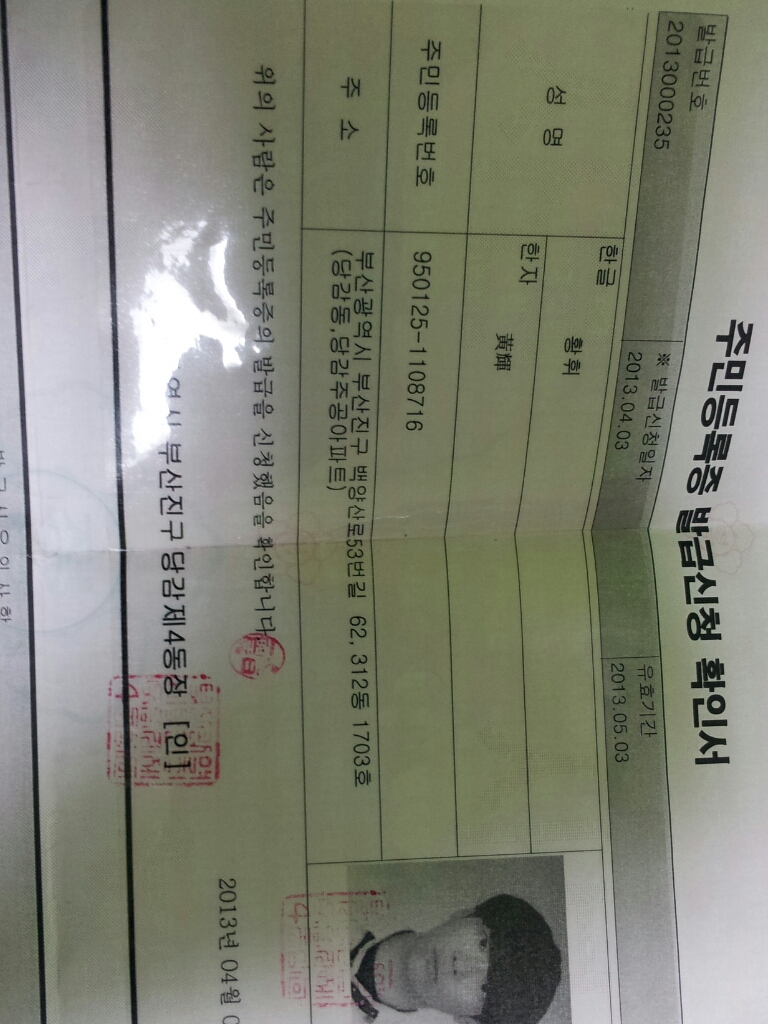 주민등록증 발급신청 확인서
발급번호
2013000235
※ 발급신청일자
2013.04.03
유효기간
2013.05.03
성 명
한글
황휘
한자
黃輝
주민등록번호
950125-1108716
주 소
부산광역시 부산진구 백양산로53번길 62, 312동 1703호
(당감동,당감주공아파트)
위의 사람은 주민등록증의 발급을 신청했음을 확인합니다
2013년 04월
부산진구 당감제4동장 [인]